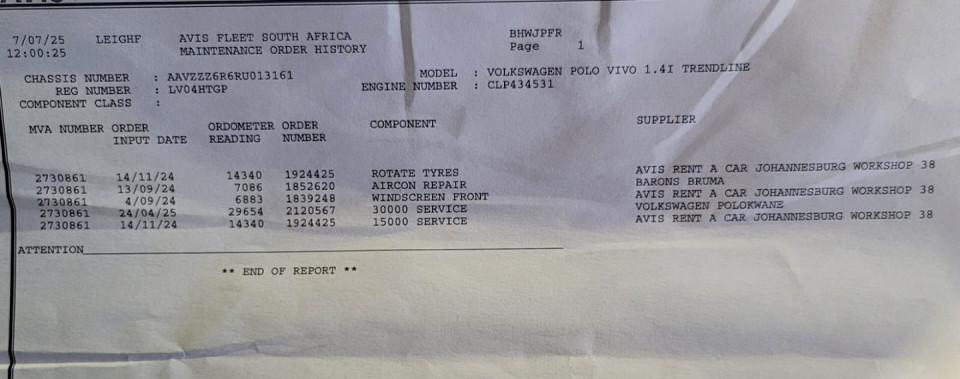 7/07/25 LEIGHF AVIS FLEET SOUTH AFRICA BHWJPFR
12:00:25 MAINTENANCE ORDER HISTORY Page 1
CHASSIS NUMBER : AAVZZZ6R6RU013161 MODEL : VOLKSWAGEN POLO VIVO 1.4I TRENDLINE
REG NUMBER : LV04HTGP ENGINE NUMBER : CLP434531
COMPONENT CLASS :
MVA NUMBER ORDER ORDOMETER ORDER COMPONENT SUPPLIER
INPUT DATE READING NUMBER
2730861 14/11/24 14340 1924425 ROTATE TYRES AVIS RENT A CAR JOHANNESBURG WORKSHOP 38
2730861 13/09/24 7086 1852620 AIRCON REPAIR BARONS BRUMA
2730861 4/09/24 6883 1839248 WINDSCREEN FRONT AVIS RENT A CAR JOHANNESBURG WORKSHOP 38
2730861 24/04/25 29654 2120567 30000 SERVICE VOLKSWAGEN POLOKWANE
2730861 14/11/24 14340 1924425 15000 SERVICE AVIS RENT A CAR JOHANNESBURG WORKSHOP 38
ATTENTION
** END OF REPORT **